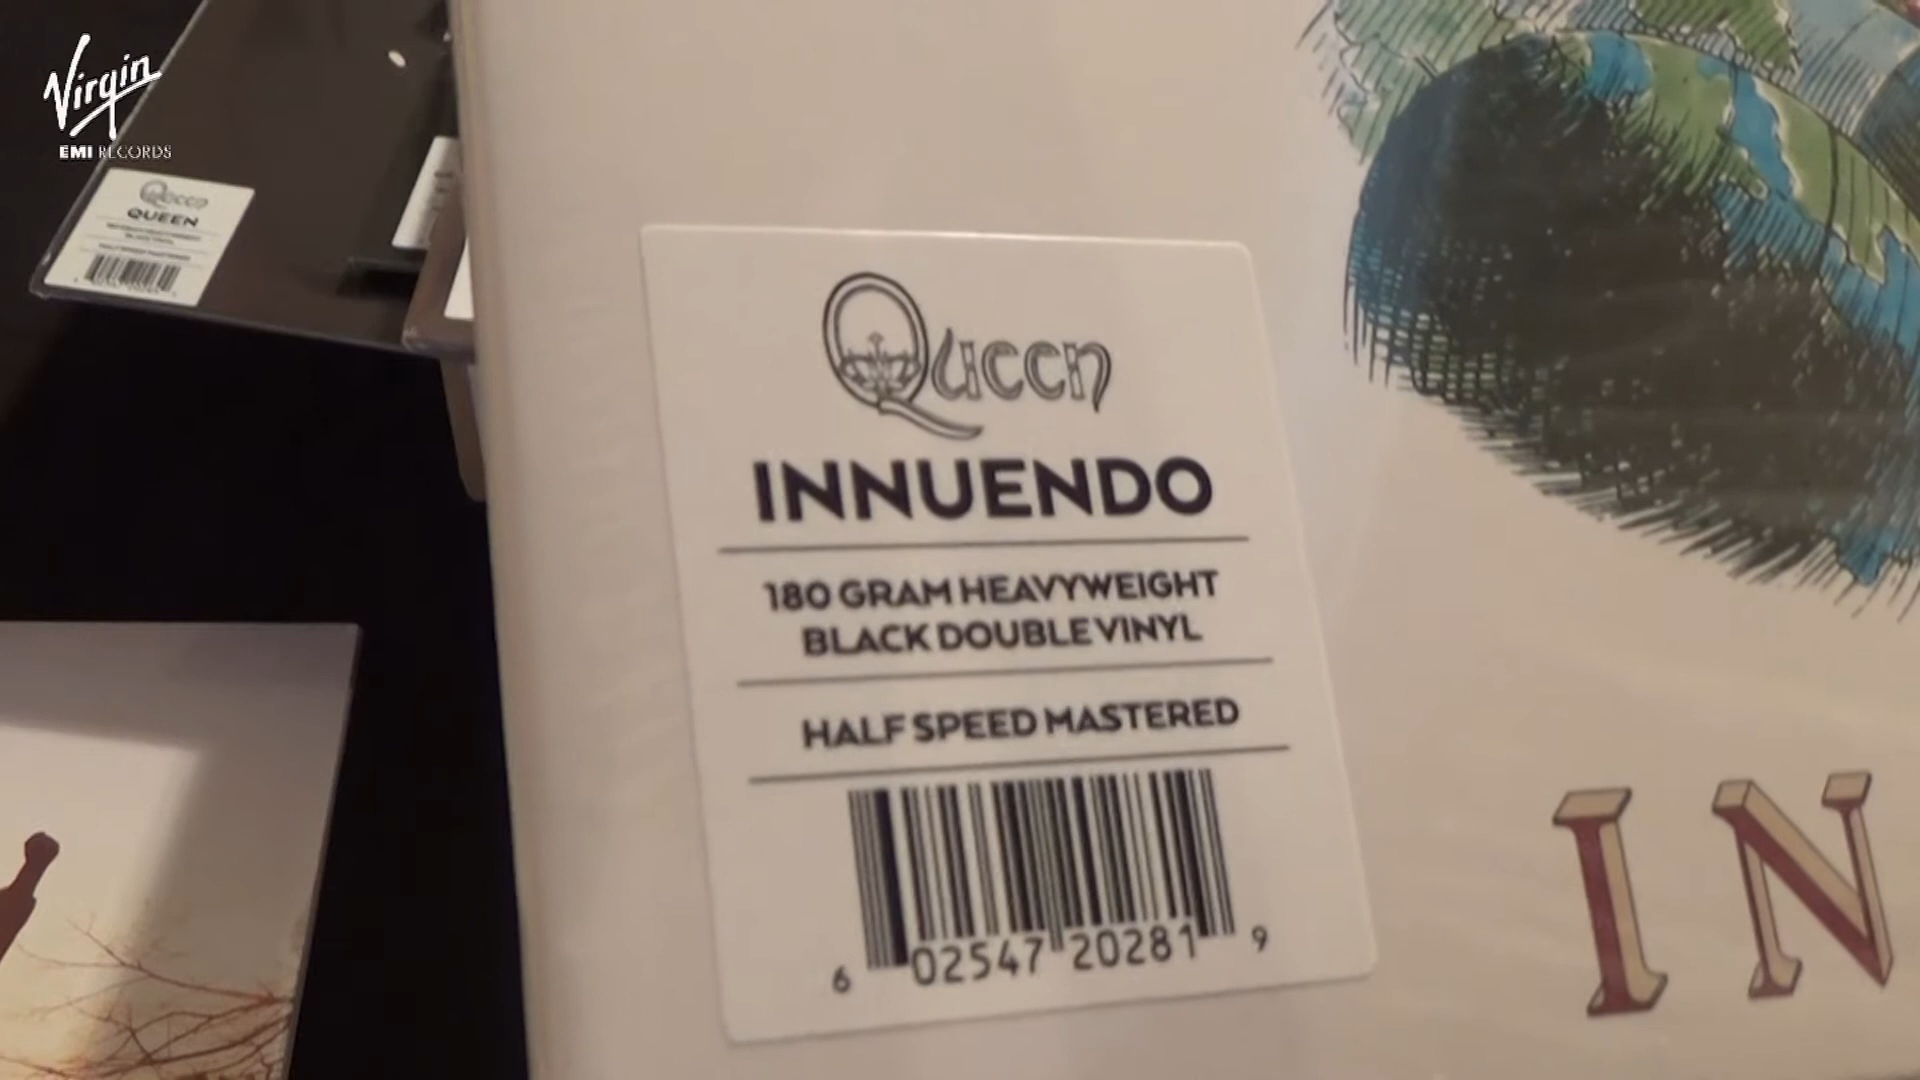 Virgin
EMI RECORDS
Queen
QUEEN
Queen
INNUENDO
180 GRAM HEAVYWEIGHT
BLACK DOUBLE VINYL
HALF SPEED MASTERED
6 02547 20281 9
IN